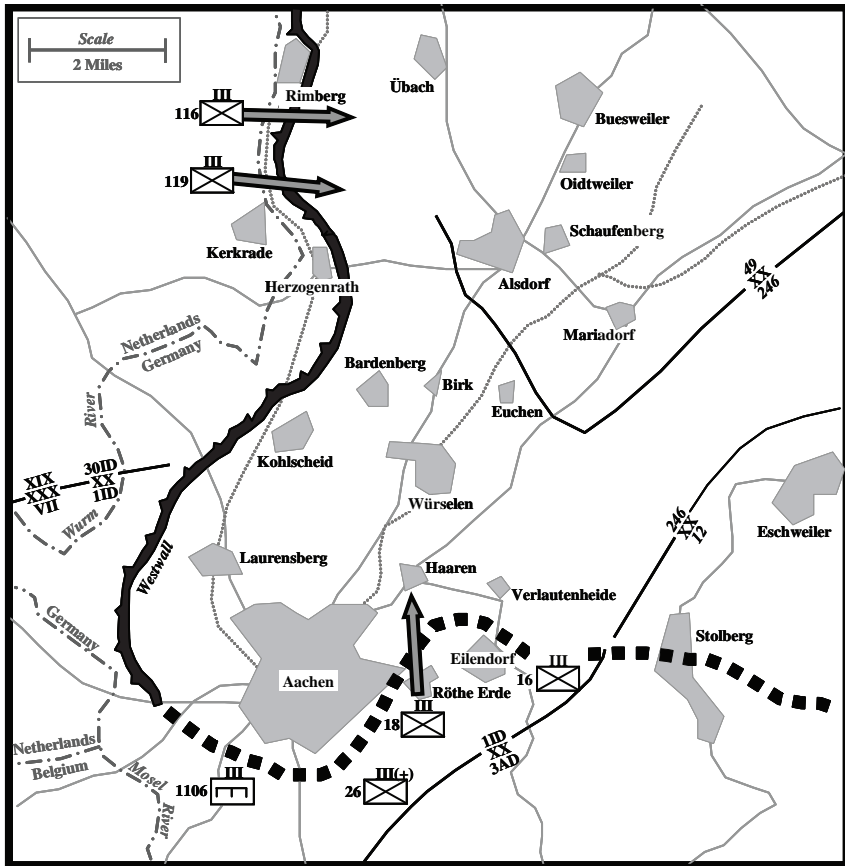 Scale
2 Miles
Übach
Rimberg
III
116
Buesweiler
III
119
Oidtweiler
Schaufenberg
Kerkrade
Herzogenrath
Alsdorf
49
XX
246
Mariadorf
Netherlands
Germany
Bardenberg
Birk
Euchen
River
Kohlscheid
XIX
XXX
VII
30ID
XX
1ID
Wurm
Würselen
246
XX
12
Eschweiler
Westwall
Laurensberg
Haaren
Verlautenheide
Germany
Stolberg
Eilendorf
III
16
Aachen
Röthe Erde
III
18
Netherlands
Belgium
1ID
XX
3AD
Mosel
River
III
1106
III(+)
26